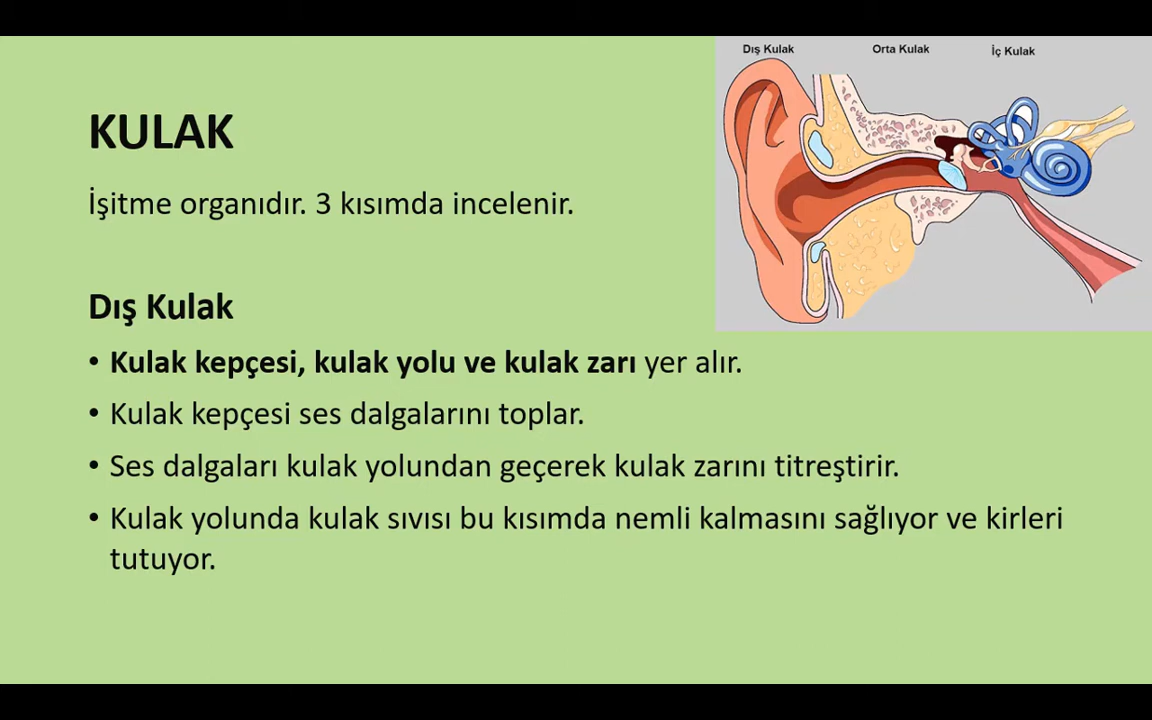 Dış Kulak Orta Kulak İç Kulak
KULAK
İşitme organıdır. 3 kısımda incelenir.
Dış Kulak
• Kulak kepçesi, kulak yolu ve kulak zarı yer alır.
• Kulak kepçesi ses dalgalarını toplar.
• Ses dalgaları kulak yolundan geçerek kulak zarını titreştirir.
• Kulak yolunda kulak sıvısı bu kısımda nemli kalmasını sağlıyor ve kirleri
tutuyor.